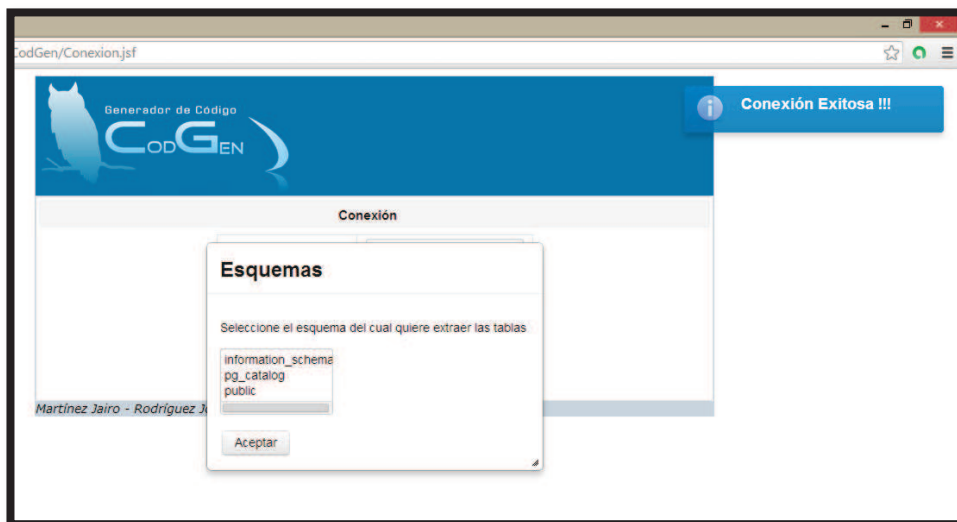 CodGen/Conexion.jsf
Generador de Código
CODGEN
Conexión Exitosa !!!
Conexión
Esquemas
Seleccione el esquema del cual quiere extraer las tablas
information_schema
pg_catalog
public
Martínez Jairo - Rodríguez
Aceptar